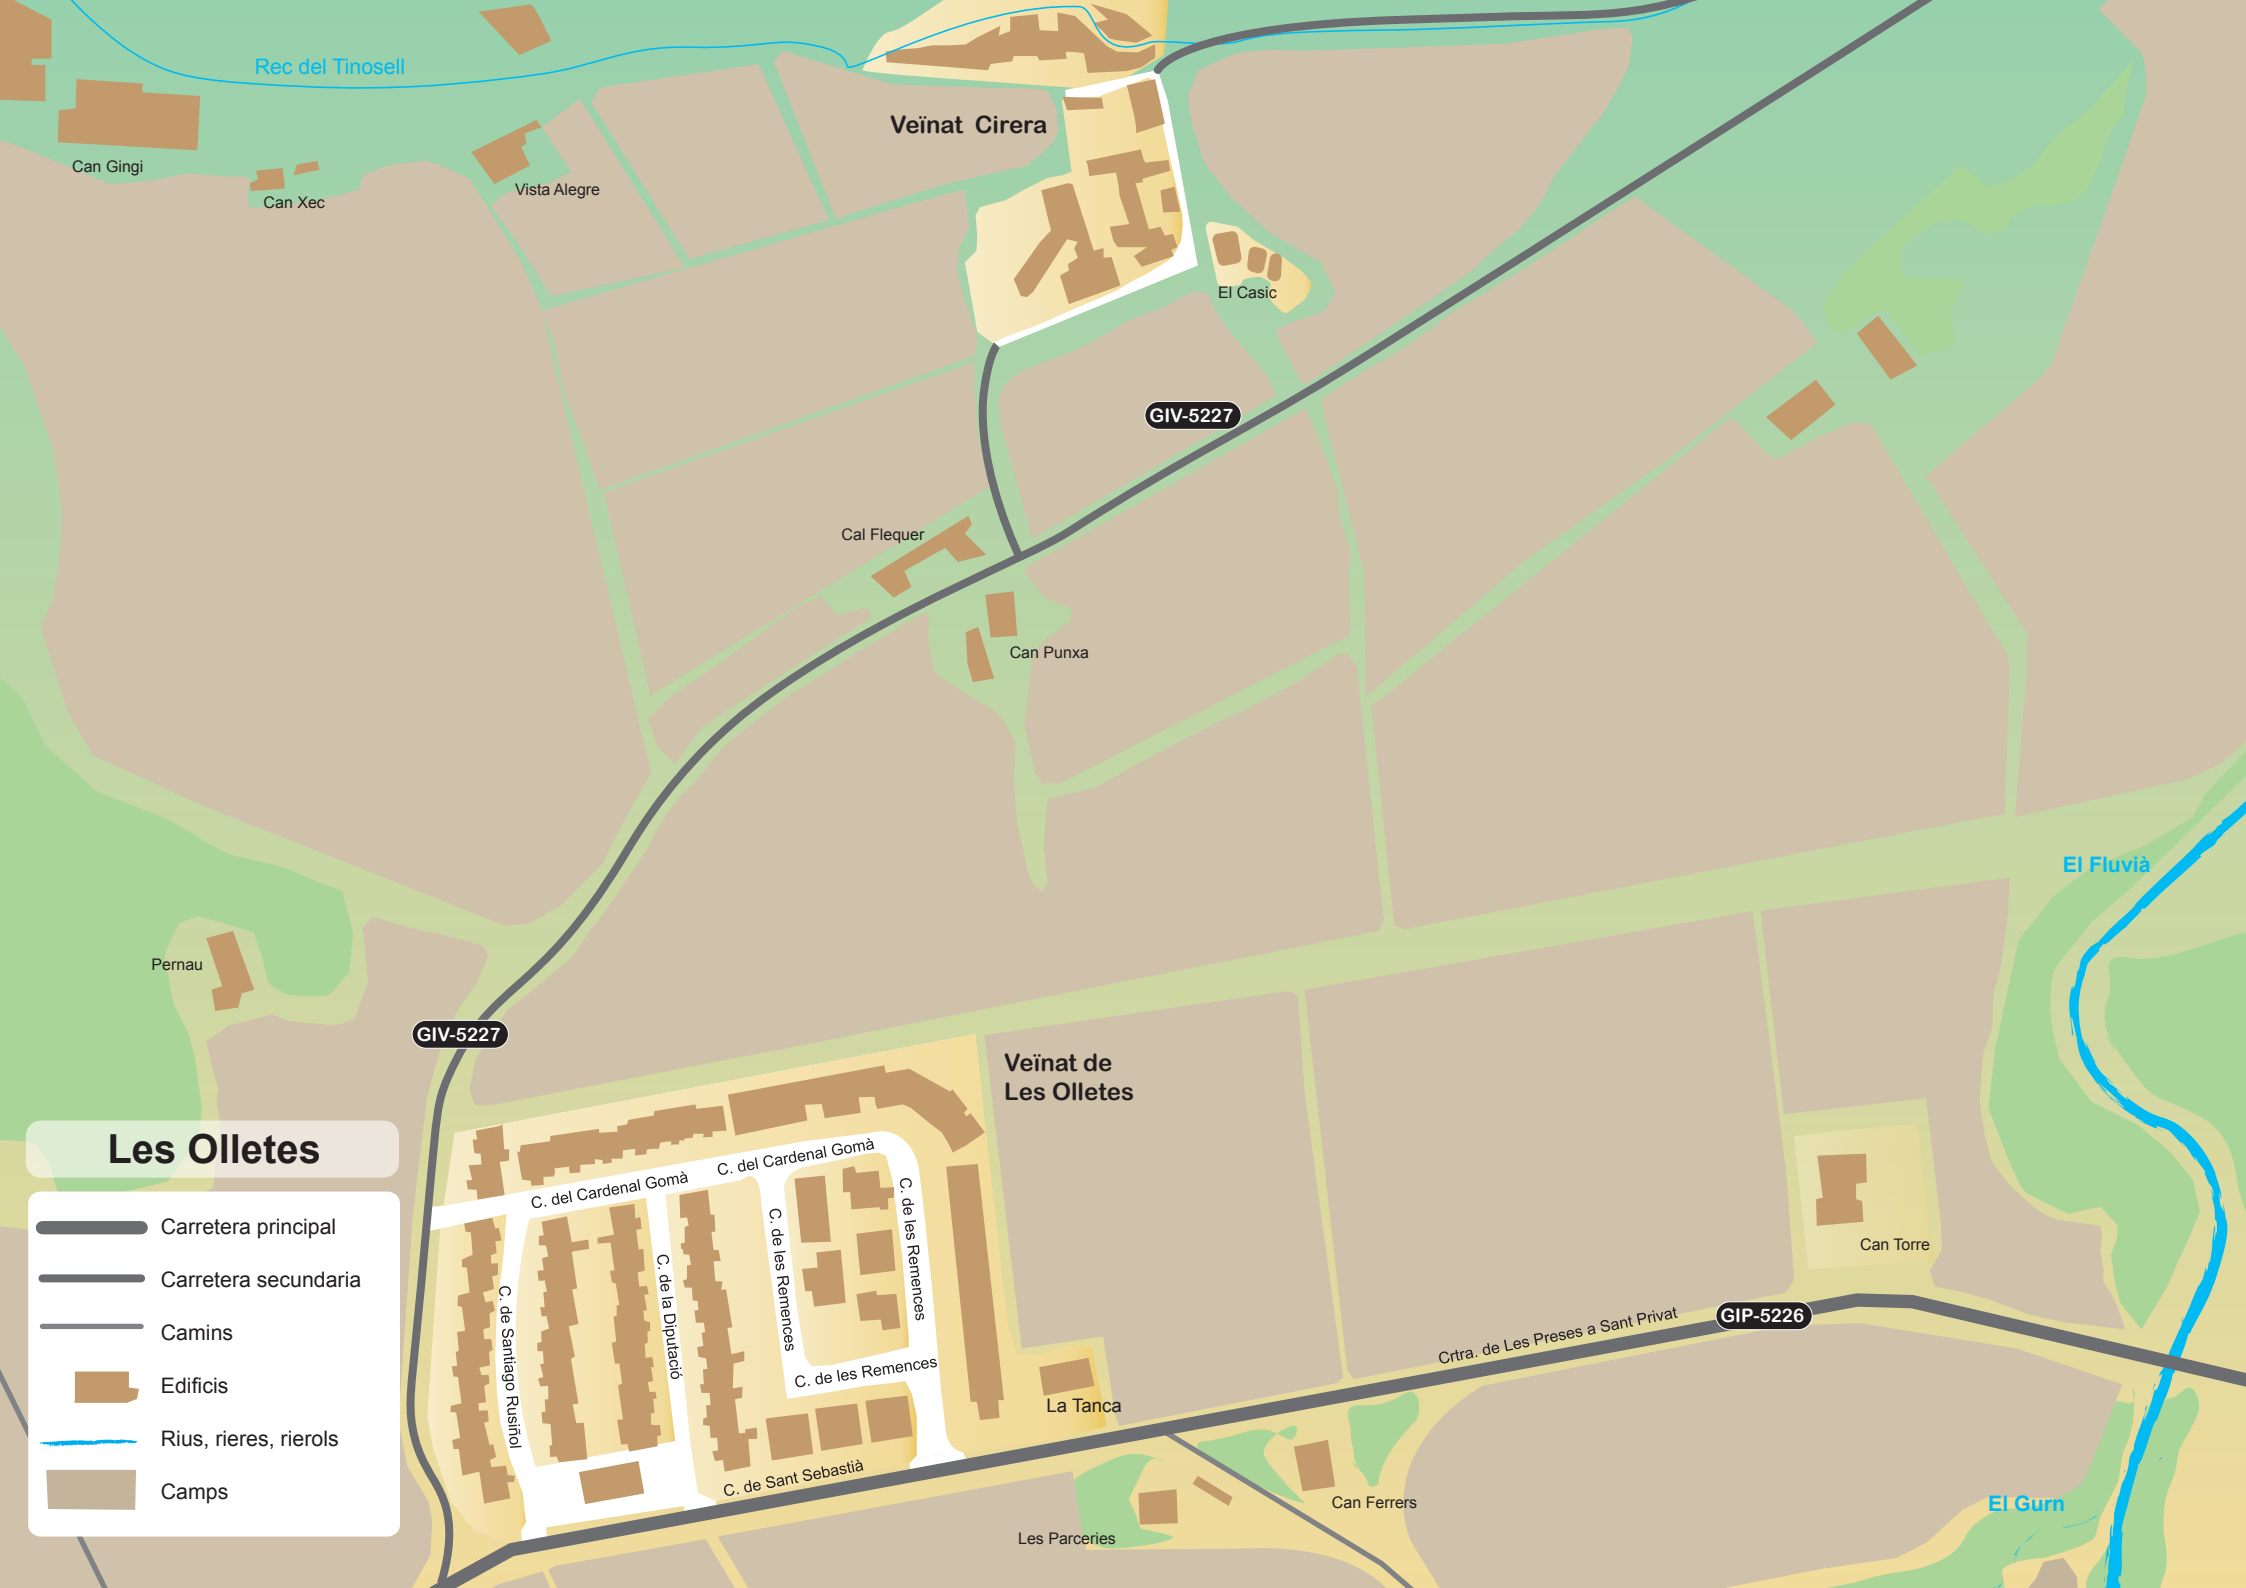 Rec del Tinosell
Veïnat Cirera
Can Gingi
Can Xec
Vista Alegre
El Casic
GIV-5227
Cal Flequer
Can Punxa
El Fluvià
Pernau
GIV-5227
Veïnat de
Les Olletes
C. del Cardenal Gomà
C. del Cardenal Gomà
C. de les Remences
C. de les Remences
C. de les Remences
C. de la Diputació
C. de Santiago Rusiñol
C. de Sant Sebastià
La Tanca
Can Torre
GIP-5226
Crtra. de Les Preses a Sant Privat
Can Ferrers
Les Parceries
El Gurn
Les Olletes
Carretera principal
Carretera secundaria
Camins
Edificis
Rius, rieres, rierols
Camps